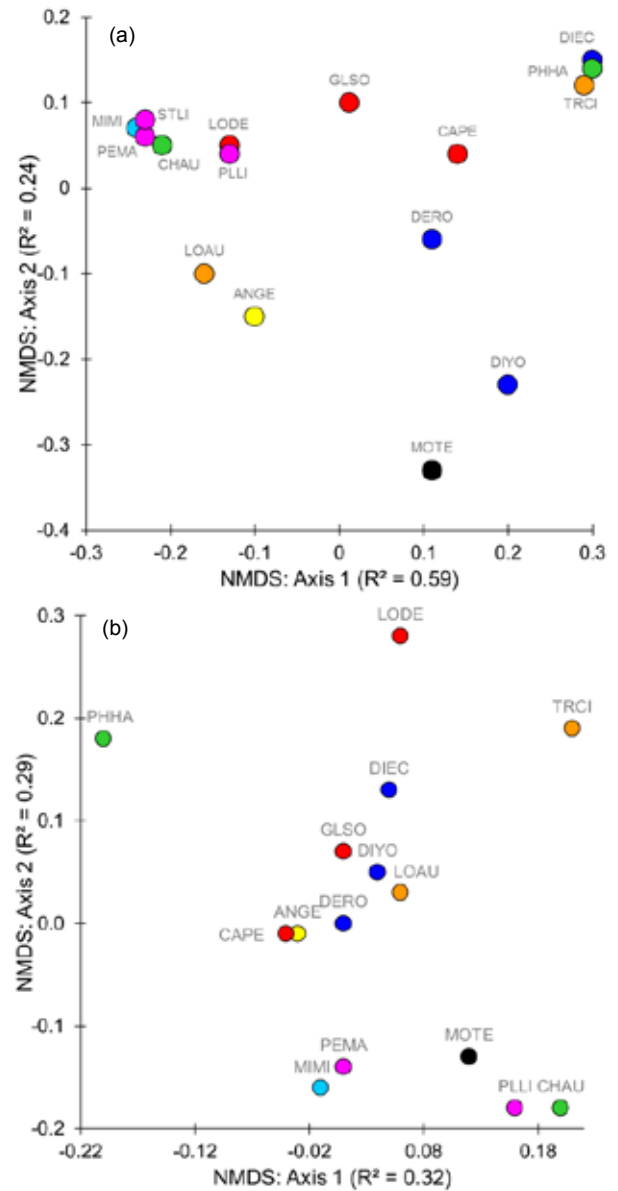 (a)
0.2
0.1
0
-0.1
-0.2
-0.3
-0.4
-0.3
-0.2
-0.1
0
0.1
0.2
0.3
NMDS: Axis 2 (R² = 0.24)
NMDS: Axis 1 (R² = 0.59)
DIEC
PHHA
TRCI
GLSO
STLI
MIMI
LODE
PEMA
CHAU
PLLI
CAPE
DERO
LOAU
ANGE
DIYO
MOTE
(b)
0.3
0.2
0.1
0.0
-0.1
-0.2
-0.22
-0.12
-0.02
0.08
0.18
NMDS: Axis 2 (R² = 0.29)
NMDS: Axis 1 (R² = 0.32)
LODE
PHHA
TRCI
DIEC
GLSO
DIYO
LOAU
DERO
ANGE
CAPE
MOTE
PEMA
MIMI
PLLI CHAU